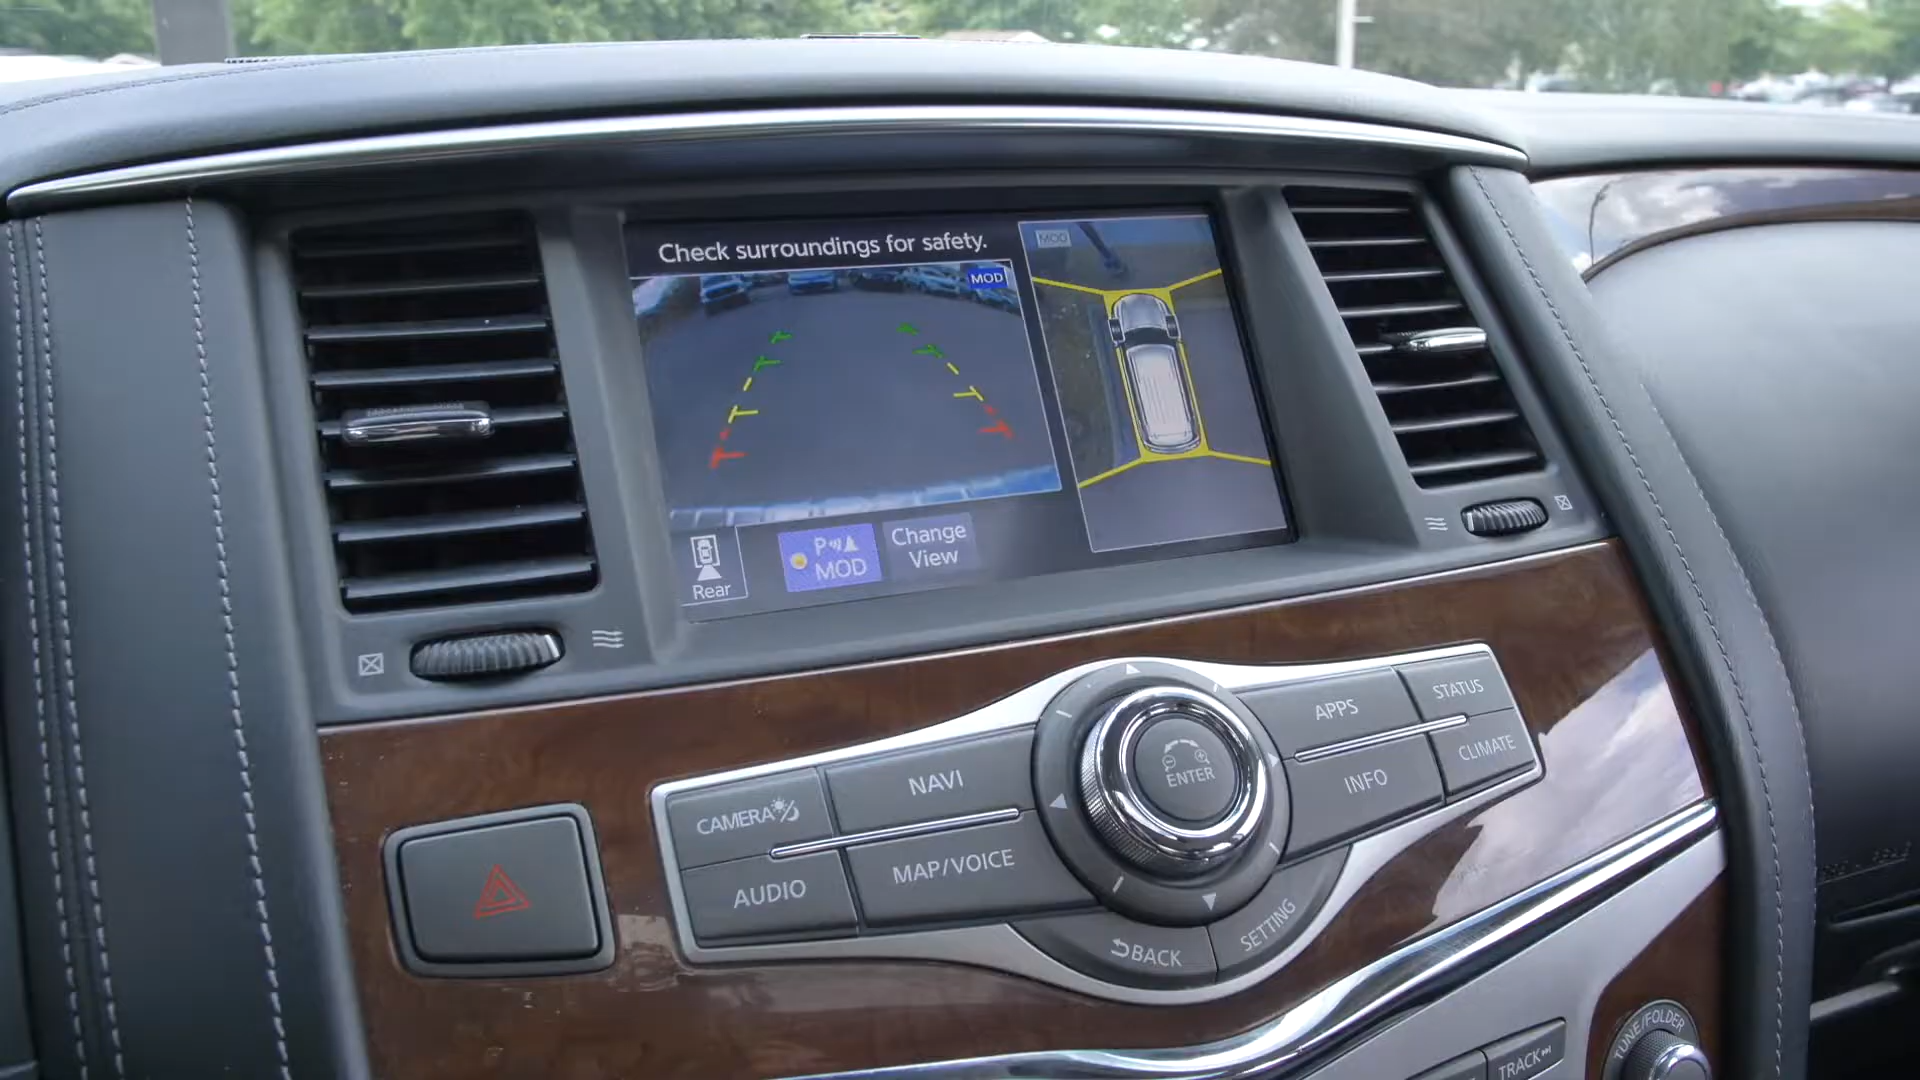 Check surroundings for safety.
MOD
MOD
Rear
P
MOD
Change
View
CAMERA
NAVI
AUDIO
MAP/VOICE
ENTER
APPS
STATUS
INFO
CLIMATE
BACK
SETTING
TUNE/FOLDER
TRACK